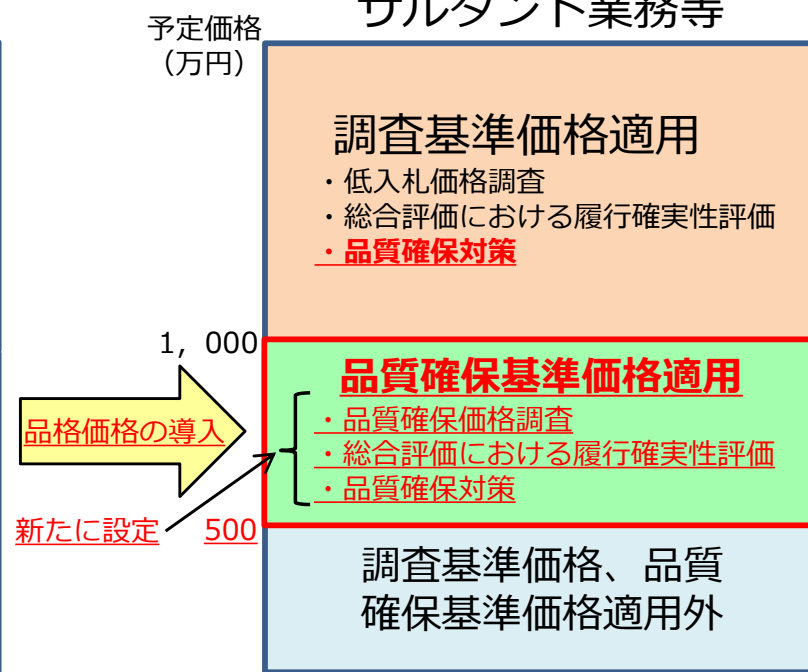 サルタント業務等
予定価格
（万円）
調査基準価格適用
・低入札価格調査
・総合評価における履行確実性評価
・品質確保対策
1，000
品質確保基準価格適用
品格価格の導入
・品質確保価格調査
・総合評価における履行確実性評価
・品質確保対策
新たに設定
500
調査基準価格、品質
確保基準価格適用外